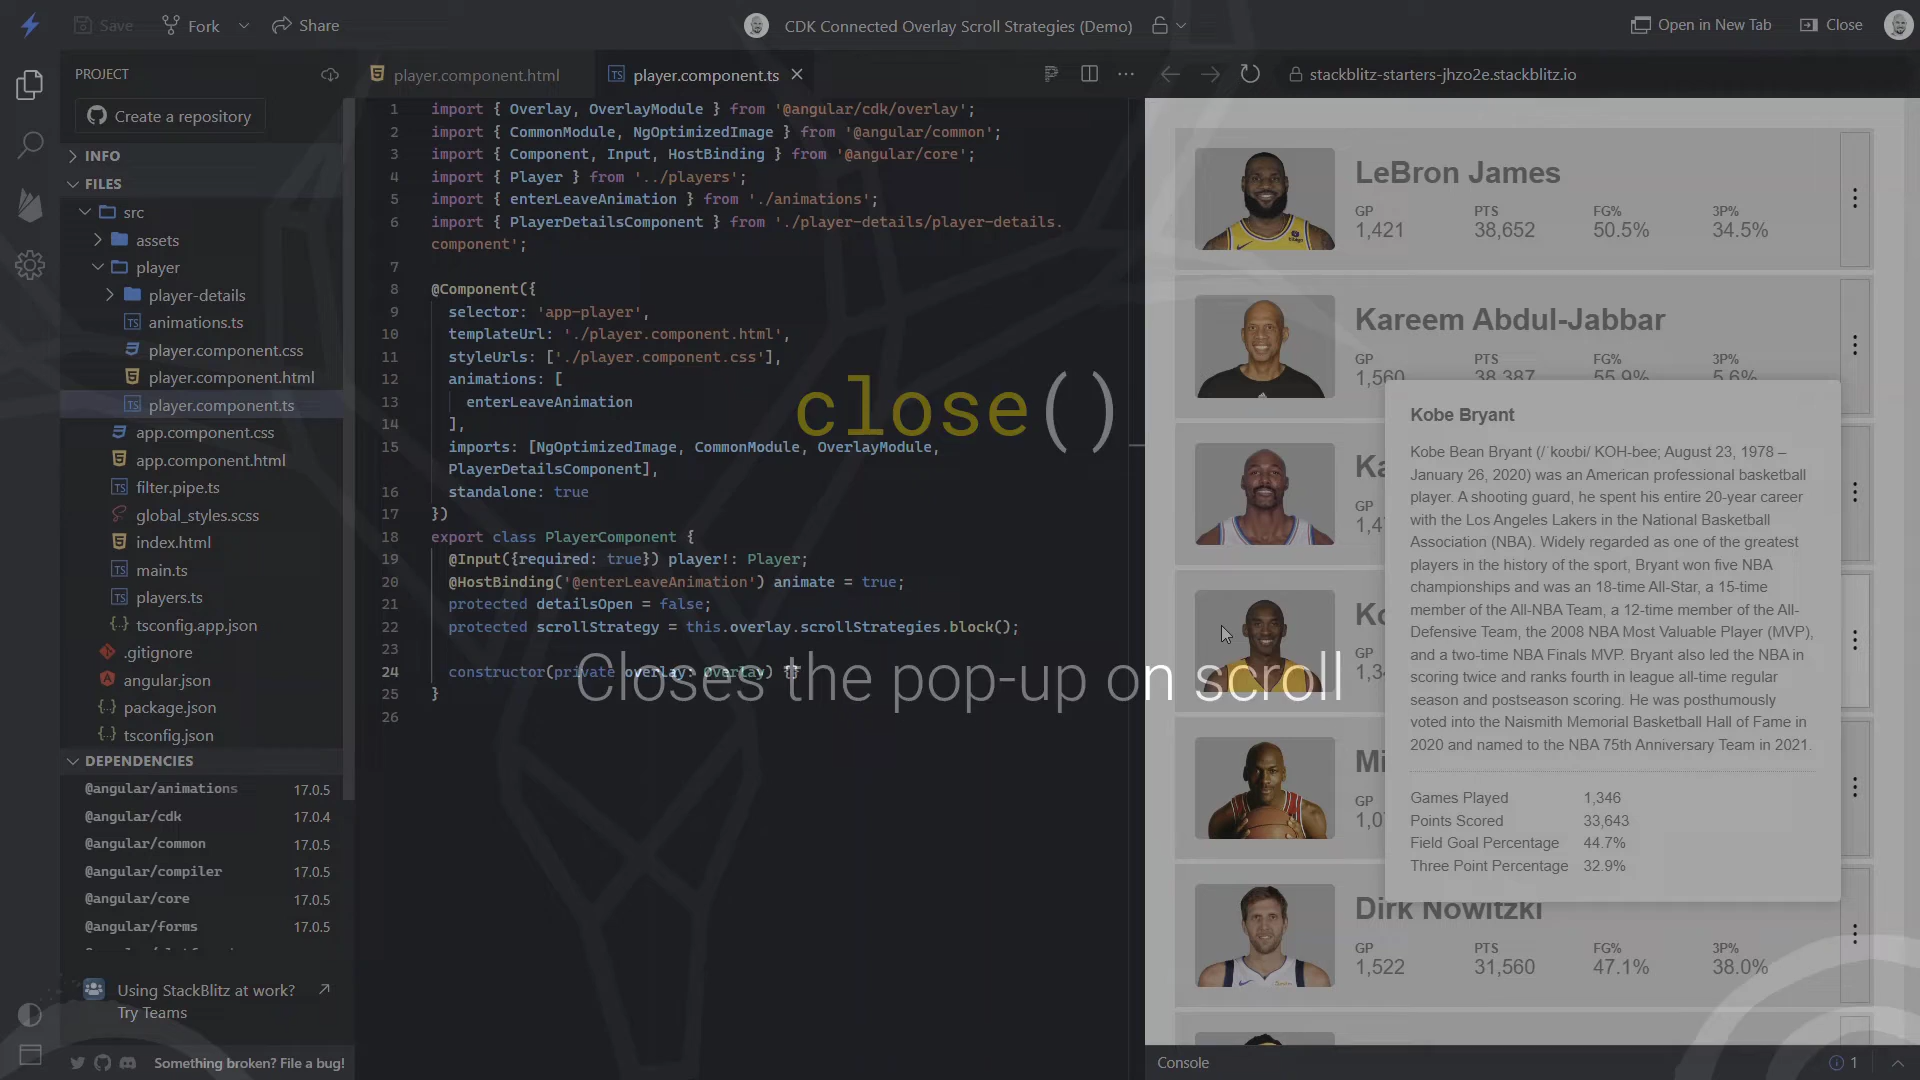 Save
Fork
Share
CDK Connected Overlay Scroll Strategies (Demo)
Open in New Tab
Close
PROJECT
player.component.html
player.component.ts
stackblitz-starters-jhzo2e.stackblitz.io
Create a repository
INFO
FILES
src
assets
player
player-details
animations.ts
player.component.css
player.component.html
player.component.ts
app.component.css
app.component.html
filter.pipe.ts
global_styles.scss
index.html
main.ts
players.ts
tsconfig.app.json
.gitignore
angular.json
package.json
tsconfig.json
DEPENDENCIES
@angular/animations 17.0.5
@angular/cdk 17.0.4
@angular/common 17.0.5
@angular/compiler 17.0.5
@angular/core 17.0.5
@angular/forms 17.0.5
Using StackBlitz at work?
Try Teams
Something broken? File a bug!
1 import { Overlay, OverlayModule } from '@angular/cdk/overlay';
2 import { CommonModule, NgOptimizedImage } from '@angular/common';
3 import { Component, Input, HostBinding } from '@angular/core';
4 import { Player } from '../players';
5 import { enterLeaveAnimation } from './animations';
6 import { PlayerDetailsComponent } from './player-details/player-details.
component';
7
8 @Component({
9 selector: 'app-player',
10 templateUrl: './player.component.html',
11 styleUrls: ['./player.component.css'],
12 animations: [
13 enterLeaveAnimation
14 ],
15 imports: [NgOptimizedImage, CommonModule, OverlayModule,
PlayerDetailsComponent],
16 standalone: true
17 })
18 export class PlayerComponent {
19 @Input({required: true}) player!: Player;
20 @HostBinding('@enterLeaveAnimation') animate = true;
21 protected detailsOpen = false;
22 protected scrollStrategy = this.overlay.scrollStrategies.block();
23
24 constructor(private overlay: Overlay) {}
25 }
26
close()
Closes the pop-up on scroll
LeBron James
GP PTS FG% 3P%
1,421 38,652 50.5% 34.5%
Kareem Abdul-Jabbar
GP PTS FG% 3P%
1,560 38,387 55.9% 5.6%
Ka
GP
1,4
Ko
GP
1,34
Mi
GP
1,0
Dirk Nowitzki
GP PTS FG% 3P%
1,522 31,560 47.1% 38.0%
Kobe Bryant
Kobe Bean Bryant (/ˈkoʊbi/ KOH-bee; August 23, 1978 –
January 26, 2020) was an American professional basketball
player. A shooting guard, he spent his entire 20-year career
with the Los Angeles Lakers in the National Basketball
Association (NBA). Widely regarded as one of the greatest
players in the history of the sport, Bryant won five NBA
championships and was an 18-time All-Star, a 15-time
member of the All-NBA Team, a 12-time member of the All-
Defensive Team, the 2008 NBA Most Valuable Player (MVP),
and a two-time NBA Finals MVP. Bryant also led the NBA in
scoring twice and ranks fourth in league all-time regular
season and postseason scoring. He was posthumously
voted into the Naismith Memorial Basketball Hall of Fame in
2020 and named to the NBA 75th Anniversary Team in 2021.
Games Played 1,346
Points Scored 33,643
Field Goal Percentage 44.7%
Three Point Percentage 32.9%
Console
1